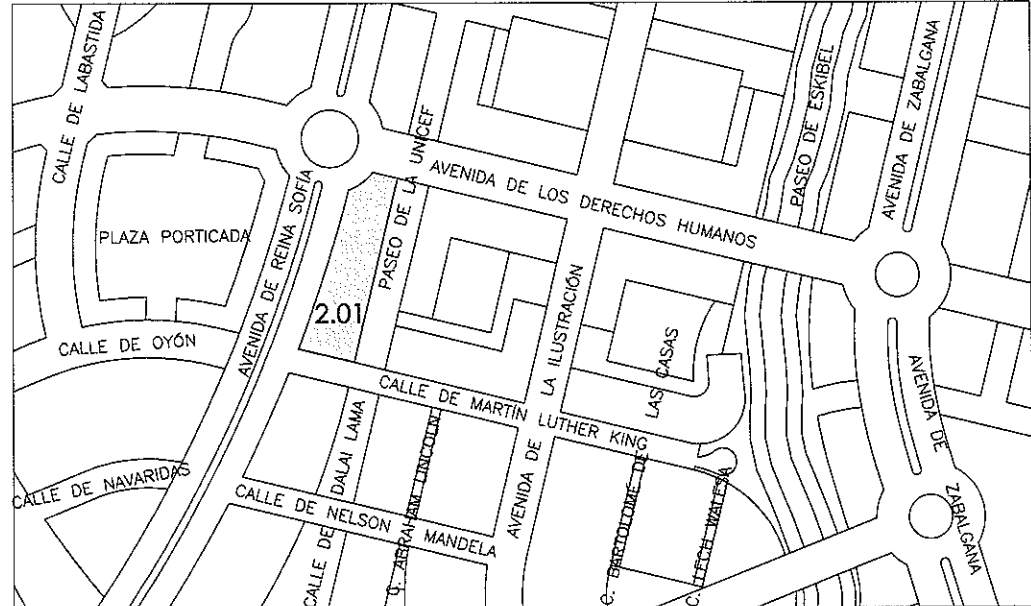 CALLE DE LABASTIDA
PASEO DE LA UNICEF
PASEO DE ESKIBEL
AVENIDA DE ZABALGANA
AVENIDA DE LOS DERECHOS HUMANOS
PLAZA PORTICADA
AVENIDA DE REINA SOFÍA
2.01
CALLE DE OYÓN
AVENIDA DE LA ILUSTRACIÓN
CALLE DE MARTÍN LUTHER KING
C. BARTOLOME DE LAS CASAS
AVENIDA DE ZABALGANA
CALLE DE NAVARIDAS
CALLE DE DALAI LAMA
C. ABRAHAM LINCOLN
CALLE DE NELSON MANDELA
C. LECH WALESA